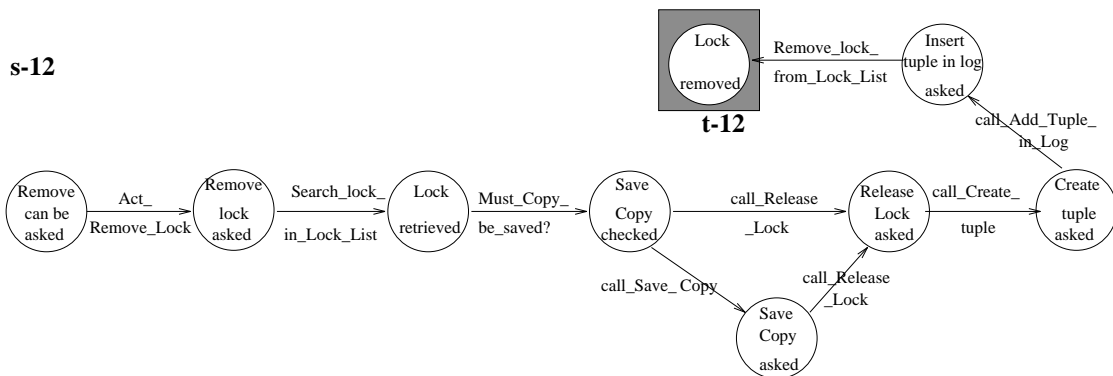 s-12
Lock
removed
t-12
Remove_lock_
from_Lock_List
Insert
tuple in log
asked
call_Add_Tuple_
in_Log
Remove
can be
asked
Act_
Remove_Lock
Remove
lock
asked
Search_lock_
in_Lock_List
Lock
retrieved
Must_Copy_
be_saved?
Save
Copy
checked
call_Release
_Lock
Release
Lock
asked
call_Create_
tuple
Create
tuple
asked
call_Save_ Copy
call_Release
_Lock
Save
Copy
asked